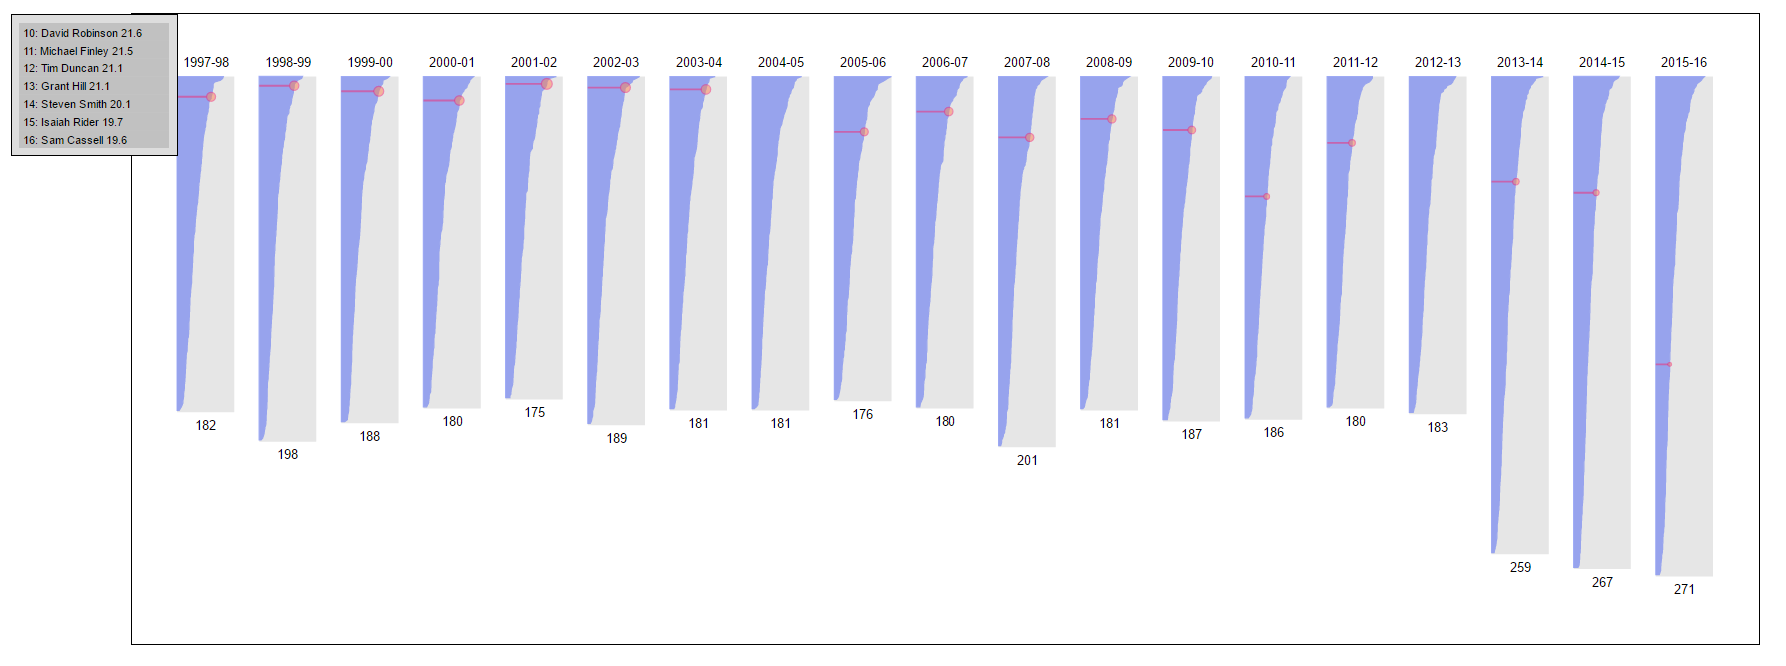 10: David Robinson 21.6
11: Michael Finley 21.5
12: Tim Duncan 21.1
13: Grant Hill 21.1
14: Steven Smith 20.1
15: Isaiah Rider 19.7
16: Sam Cassell 19.6
1997-98 1998-99 1999-00 2000-01 2001-02 2002-03 2003-04 2004-05 2005-06 2006-07 2007-08 2008-09 2009-10 2010-11 2011-12 2012-13 2013-14 2014-15 2015-16
182 198 188 180 175 189 181 181 176 180 201 181 187 186 180 183 259 267 271